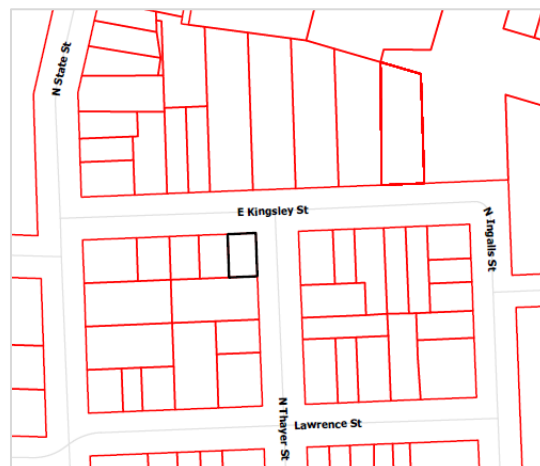 N State St
E Kingsley St
N Ingalls St
N Thayer St
Lawrence St